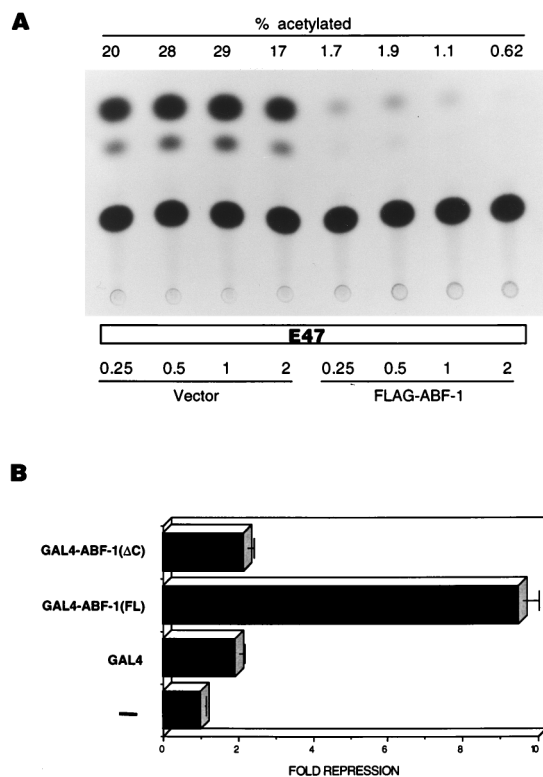 A
% acetylated
20 28 29 17 1.7 1.9 1.1 0.62
E47
0.25 0.5 1 2 0.25 0.5 1 2
Vector FLAG-ABF-1
B
GAL4-ABF-1(ΔC)
GAL4-ABF-1(FL)
GAL4
—
0 2 4 6 8 10
FOLD REPRESSION